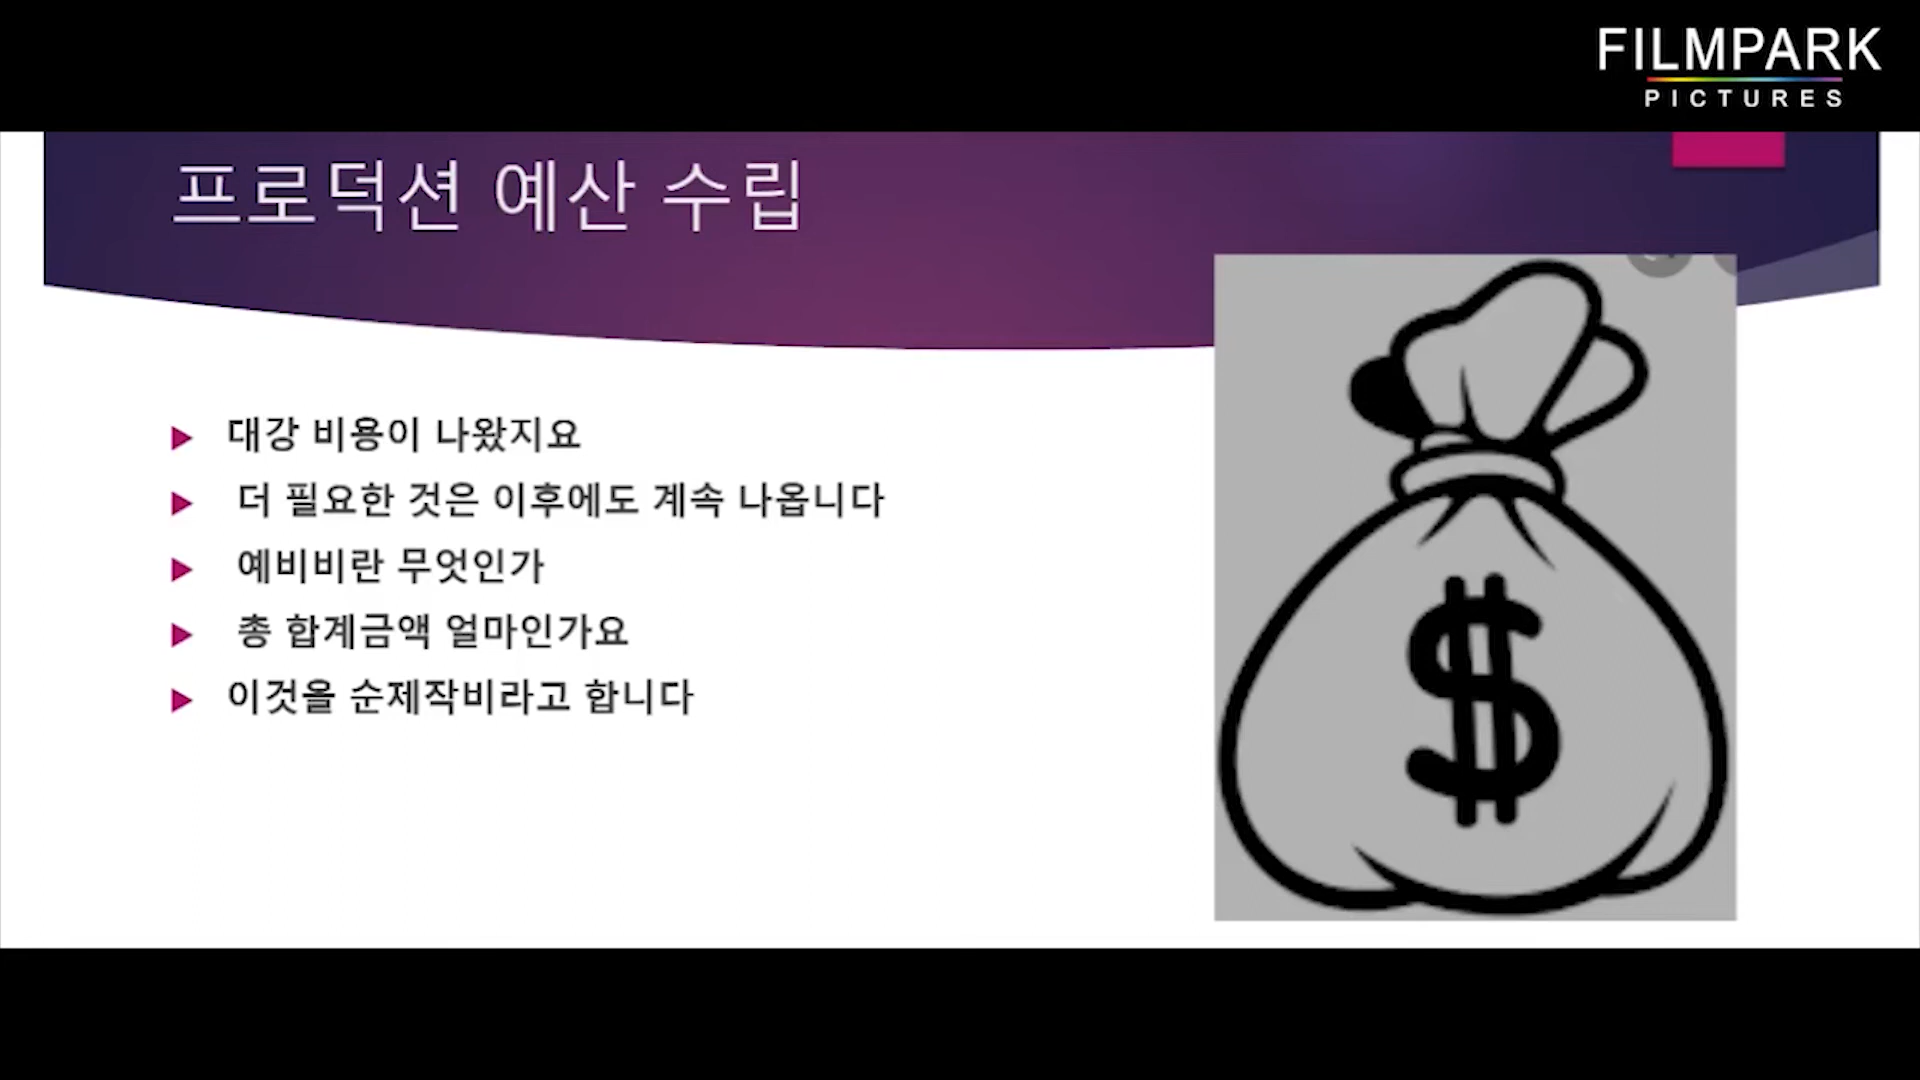 FILMPARK
PICTURES
프로덕션 예산 수립
대강 비용이 나왔지요
더 필요한 것은 이후에도 계속 나옵니다
예비비란 무엇인가
총 합계금액 얼마인가요
이것을 순제작비라고 합니다
$